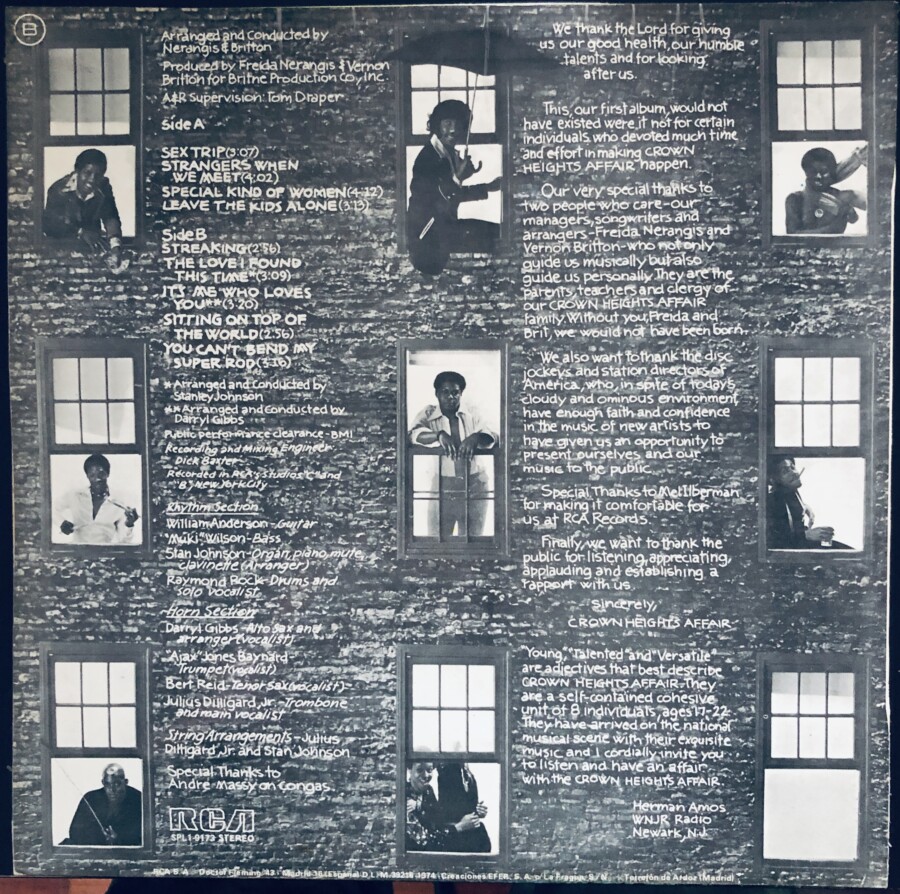 B
Arranged and Conducted by
Nerangis & Britton
Produced by Freida Nerangis & Vernon
Britton for Britne Production Co, Inc.
A&R Supervision: Tom Draper
Side A
SEX TRIP (3:07)
STRANGERS WHEN
WE MEET (4:02)
SPECIAL KIND OF WOMEN (4:12)
LEAVE THE KIDS ALONE (3:13)
Side B
STREAKING (2:56)
THE LOVE I FOUND
THIS TIME* (3:09)
IT'S ME WHO LOVES
YOU** (3:20)
SITTING ON TOP OF
THE WORLD (2:56)
YOU CAN'T BEND MY
SUPER ROD (3:16)
*Arranged and Conducted by
Stanley Johnson
**Arranged and Conducted by
Darryl Gibbs
Public performance clearance - BMI
Recording and Mixing Engineer-
Dick Baxter-
Recorded in RCA's Studios "C" and
"B", New York City
Rhythm Section
William Anderson - Guitar
"Muki" Wilson - Bass
Stan Johnson - Organ, piano, mute,
clavinette (Arranger)
Raymond Rock - Drums and
solo vocalist
Horn Section
Darryl Gibbs - Alto Sax and
arranger (vocalist)
"Ajax" Jones Baynard -
Trumpet (vocalist)
Bert Reid - Tenor sax (vocalist)
Julius Dilligard, Jr. - Trombone
and main vocalist
String Arrangements - Julius
Dilligard, Jr. and Stan Johnson
Special Thanks to
Andre Massy on Congas.
RCA
SPL1-9173 STEREO
We thank the Lord for giving
us our good health, our humble
talents and for looking
after us.
This, our first album, would not
have existed were it not for certain
individuals who devoted much time
and effort in making CROWN
HEIGHTS AFFAIR happen.
Our very special thanks to
two people who care - our
managers, songwriters and
arrangers - Freida Nerangis and
Vernon Britton - who not only
guide us musically but also
guide us personally. They are the
parents, teachers and clergy of
our CROWN HEIGHTS AFFAIR
family. Without you, Freida and
Brit, we would not have been born.
We also want to thank the disc
jockeys and station directors of
America, who, in spite of today's
cloudy and ominous environment,
have enough faith and confidence
in the music of new artists to
have given us an opportunity to
present ourselves and our
music to the public.
Special Thanks to Mel Ilberman
for making it comfortable for
us at RCA Records.
Finally, we want to thank the
public for listening, appreciating,
applauding and establishing a
rapport with us.
Sincerely,
CROWN HEIGHTS AFFAIR
"Young," "Talented" and "Versatile"
are adjectives that best describe
CROWN HEIGHTS AFFAIR. They
are a self-contained cohesive
unit of 8 individuals, ages 17-22.
They have arrived on the national
musical scene with their exquisite
music and I cordially invite you
to listen and have an affair
with the CROWN HEIGHTS AFFAIR.
Herman Amos
WNJR Radio
Newark, N.J.
RCA S.A. Doctor Fleming, 43 Madrid D.L. M. 1974 Creaciones EFER, S.A. c/ La Fragua, Torrejón de Ardoz (Madrid)